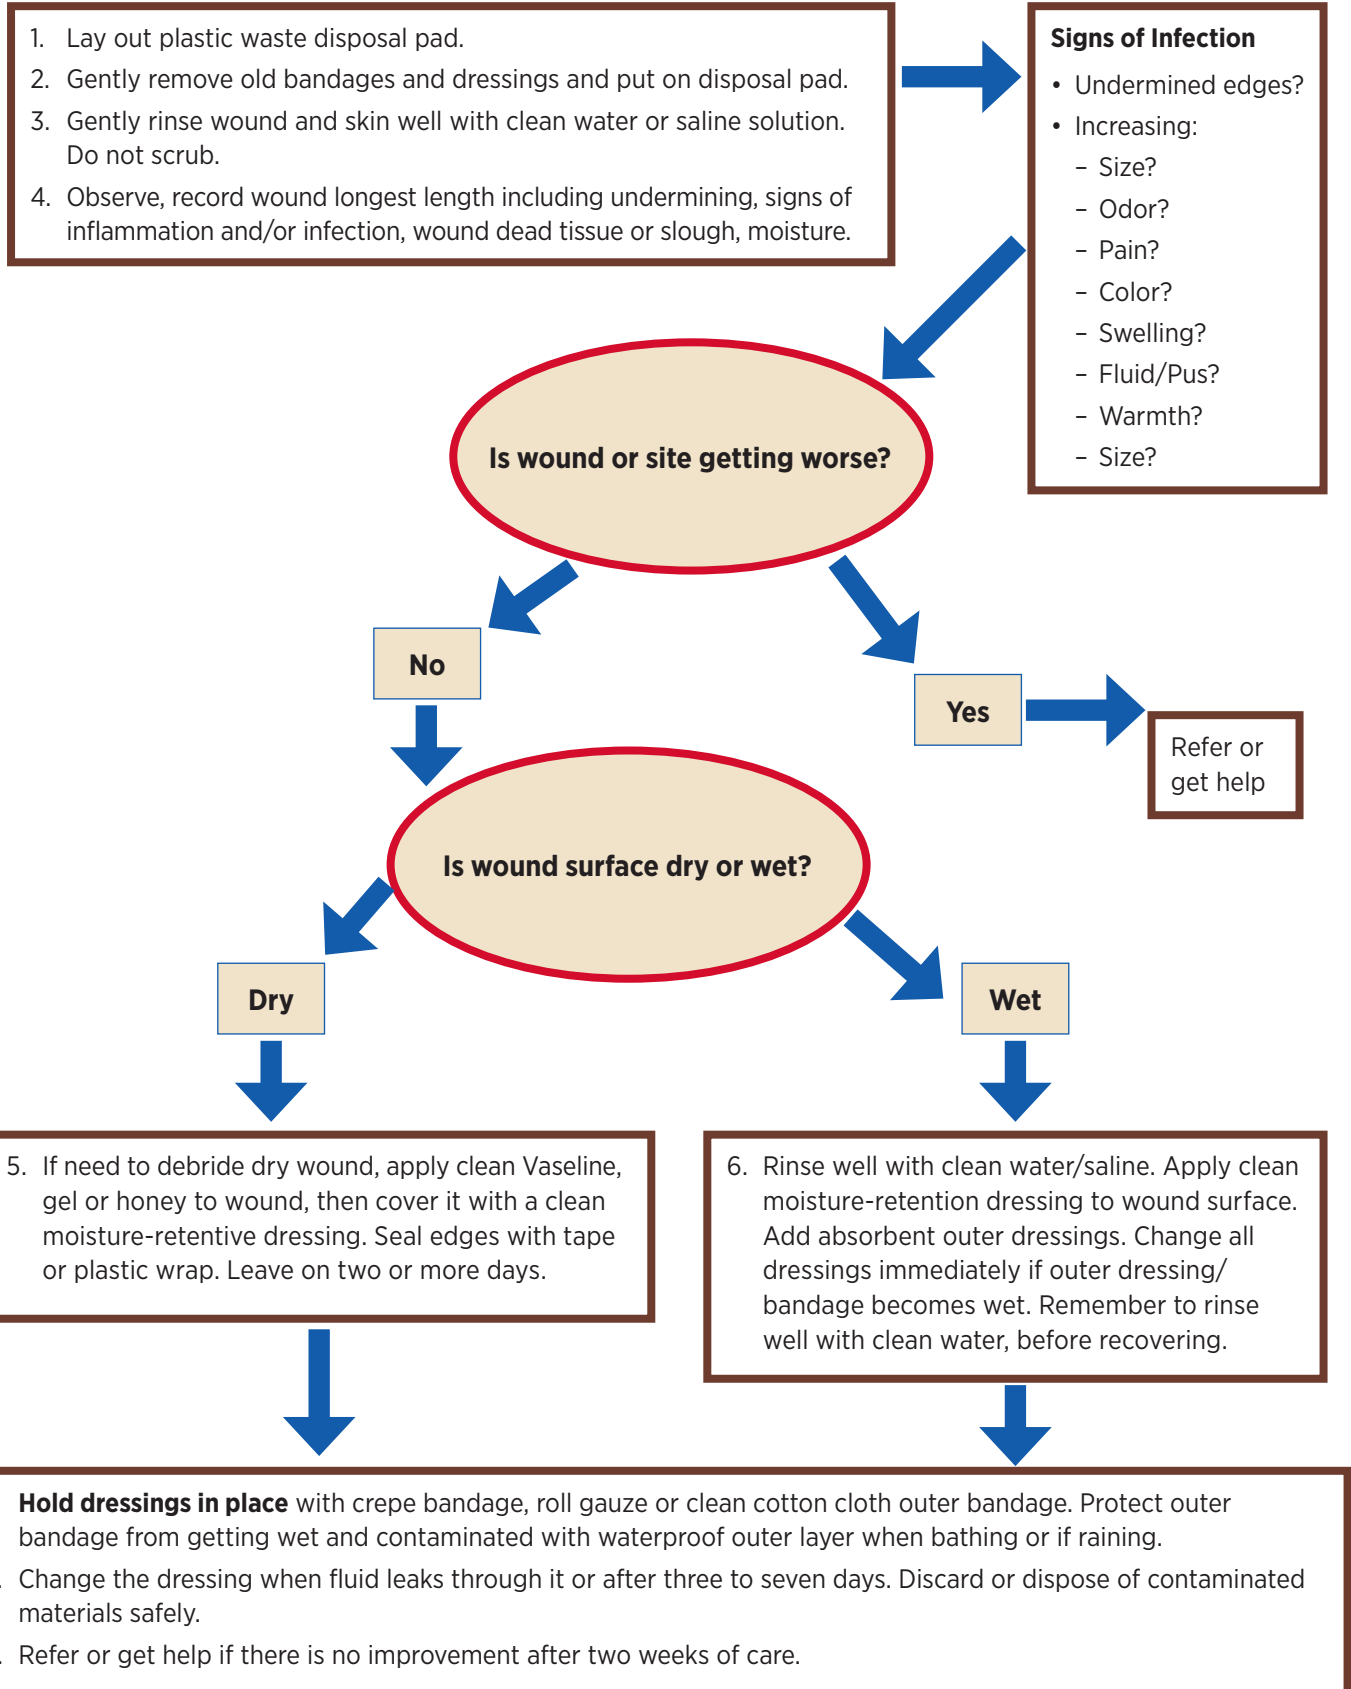 1. Lay out plastic waste disposal pad.
2. Gently remove old bandages and dressings and put on disposal pad.
3. Gently rinse wound and skin well with clean water or saline solution.
Do not scrub.
4. Observe, record wound longest length including undermining, signs of
inflammation and/or infection, wound dead tissue or slough, moisture.
Signs of Infection
• Undermined edges?
• Increasing:
– Size?
– Odor?
– Pain?
– Color?
– Swelling?
– Fluid/Pus?
– Warmth?
– Size?
Is wound or site getting worse?
No
Yes
Refer or
get help
Is wound surface dry or wet?
Dry
Wet
5. If need to debride dry wound, apply clean Vaseline,
gel or honey to wound, then cover it with a clean
moisture-retentive dressing. Seal edges with tape
or plastic wrap. Leave on two or more days.
6. Rinse well with clean water/saline. Apply clean
moisture-retention dressing to wound surface.
Add absorbent outer dressings. Change all
dressings immediately if outer dressing/
bandage becomes wet. Remember to rinse
well with clean water, before recovering.
Hold dressings in place with crepe bandage, roll gauze or clean cotton cloth outer bandage. Protect outer
bandage from getting wet and contaminated with waterproof outer layer when bathing or if raining.
. Change the dressing when fluid leaks through it or after three to seven days. Discard or dispose of contaminated
materials safely.
. Refer or get help if there is no improvement after two weeks of care.